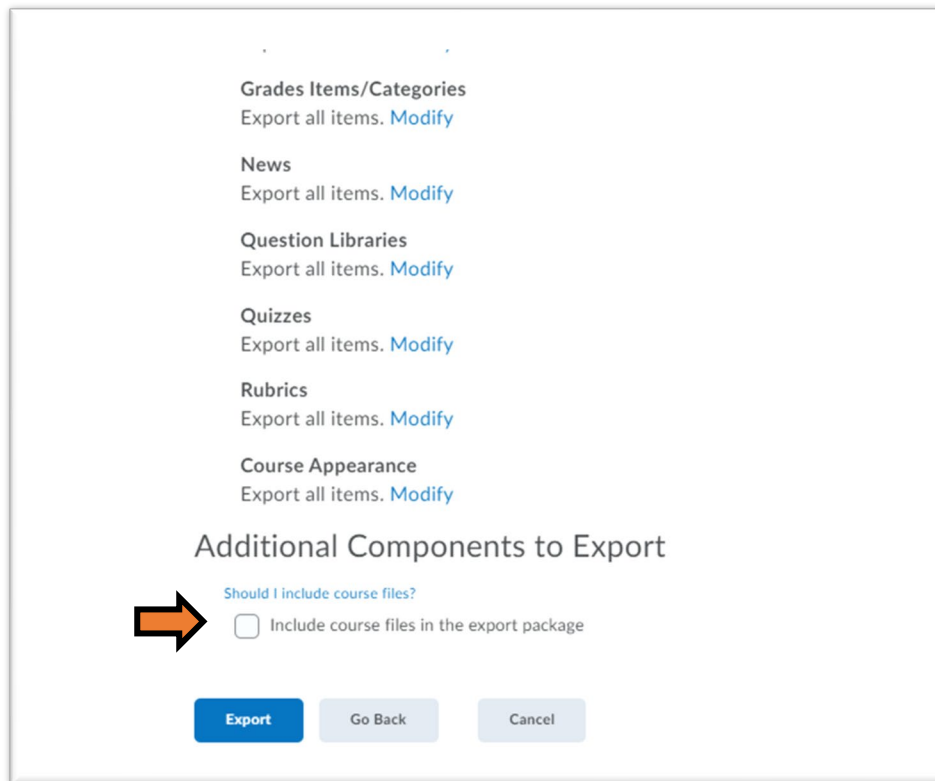 Grades Items/Categories
Export all items. Modify
News
Export all items. Modify
Question Libraries
Export all items. Modify
Quizzes
Export all items. Modify
Rubrics
Export all items. Modify
Course Appearance
Export all items. Modify
Additional Components to Export
Should I include course files?
Include course files in the export package
Export Go Back Cancel